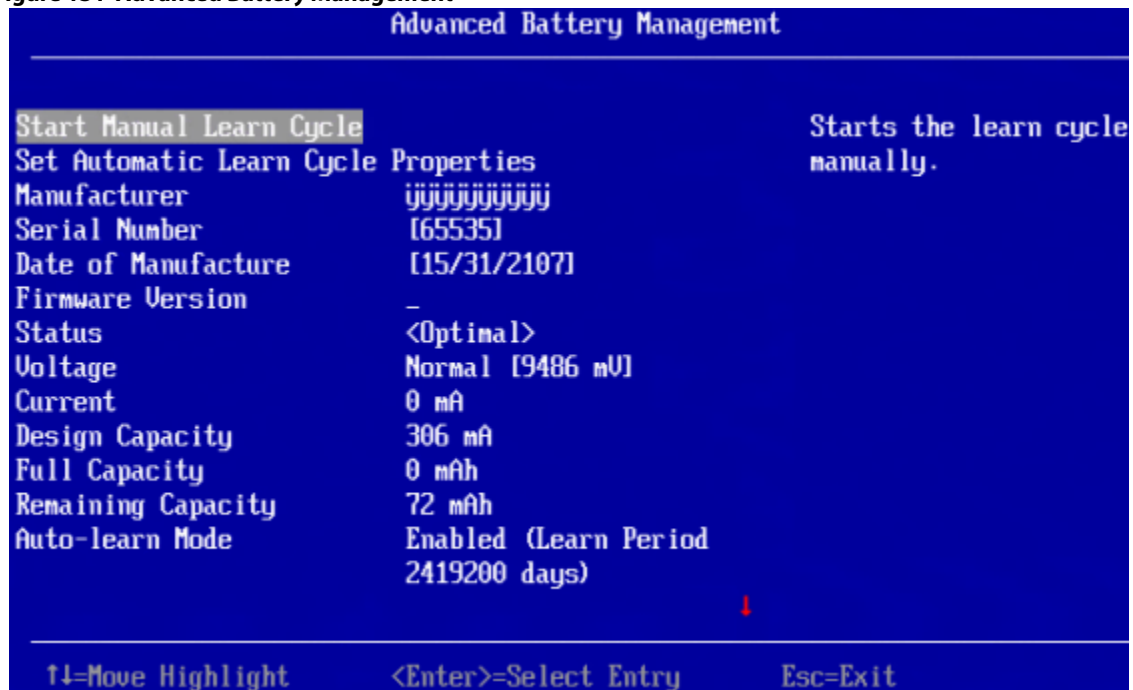 Advanced Battery Management
Start Manual Learn Cycle Starts the learn cycle
Set Automatic Learn Cycle Properties manually.
Manufacturer ÿÿÿÿÿÿÿÿÿÿÿ
Serial Number [65535]
Date of Manufacture [15/31/2107]
Firmware Version _
Status <Optimal>
Voltage Normal [9486 mV]
Current 0 mA
Design Capacity 306 mA
Full Capacity 0 mAh
Remaining Capacity 72 mAh
Auto-learn Mode Enabled (Learn Period
2419200 days)
↓
↑↓=Move Highlight <Enter>=Select Entry Esc=Exit